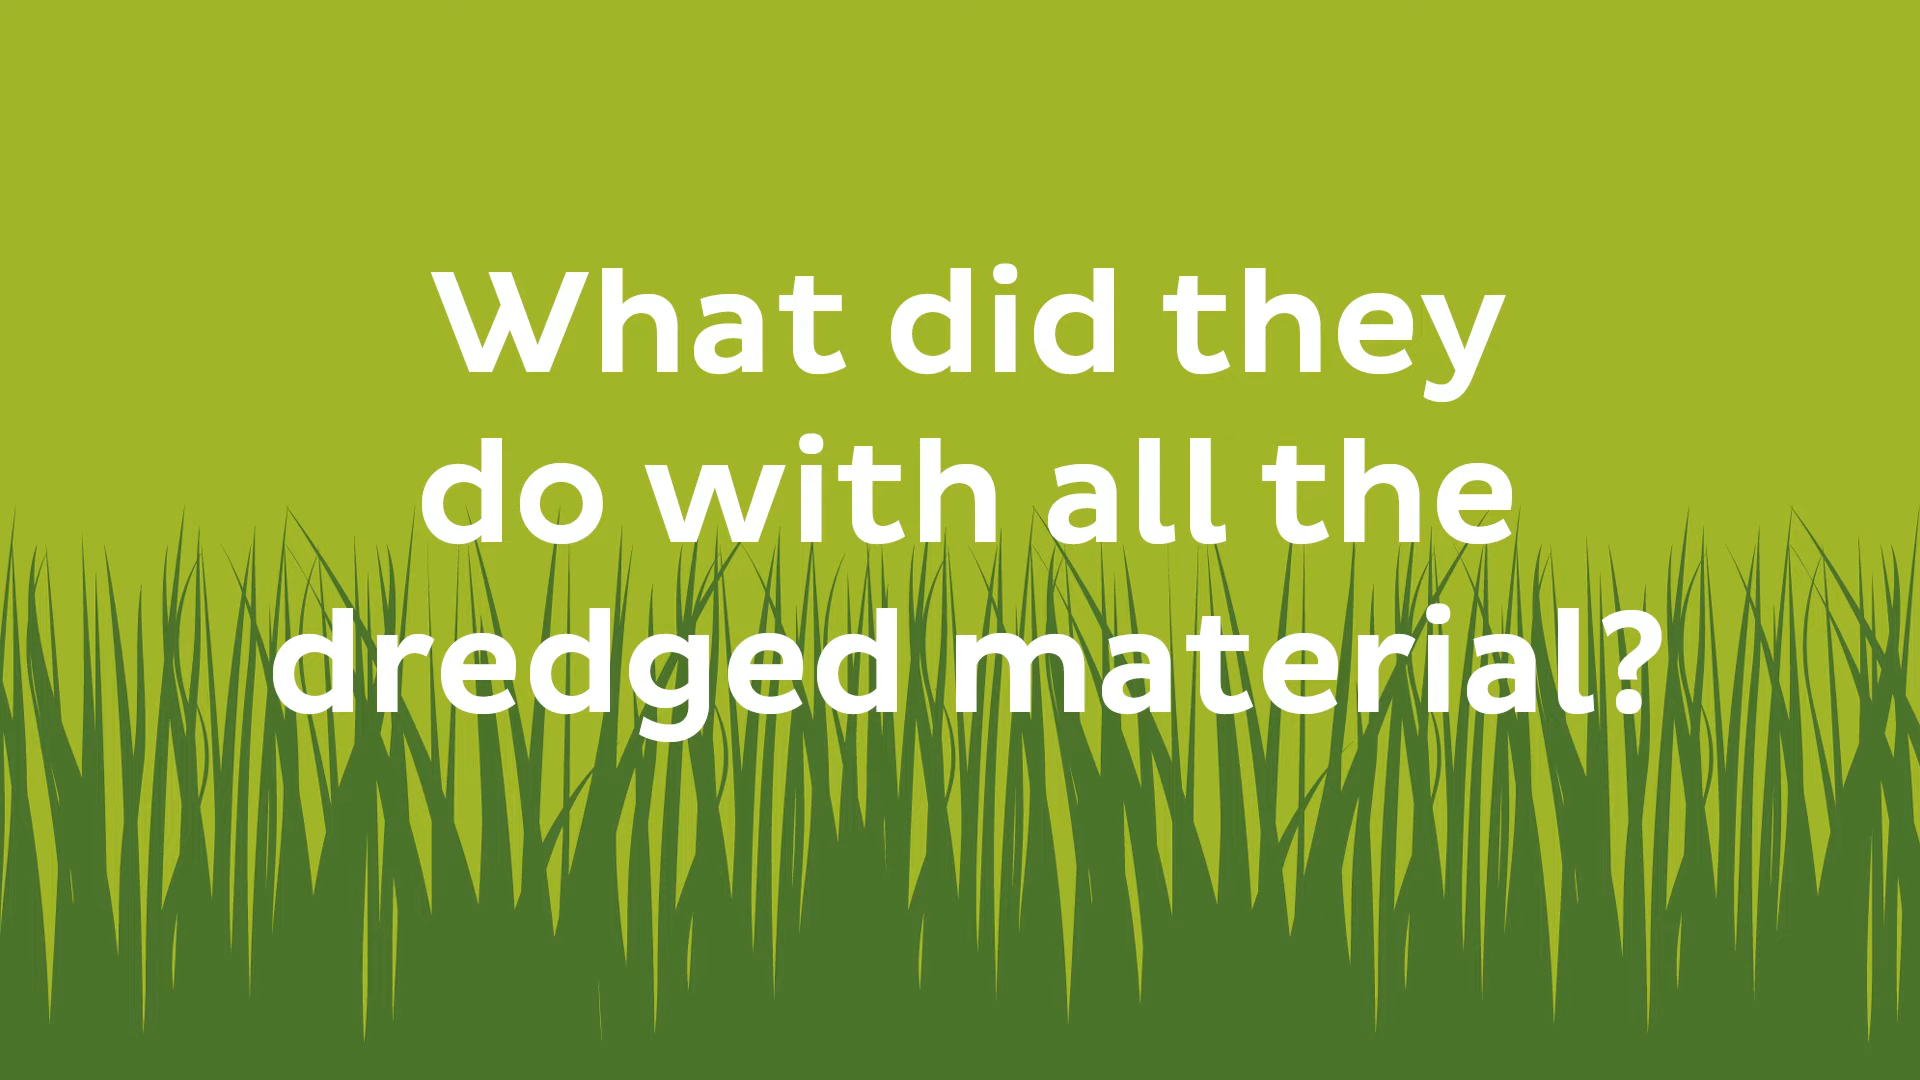 What did they
do with all the
dredged material?